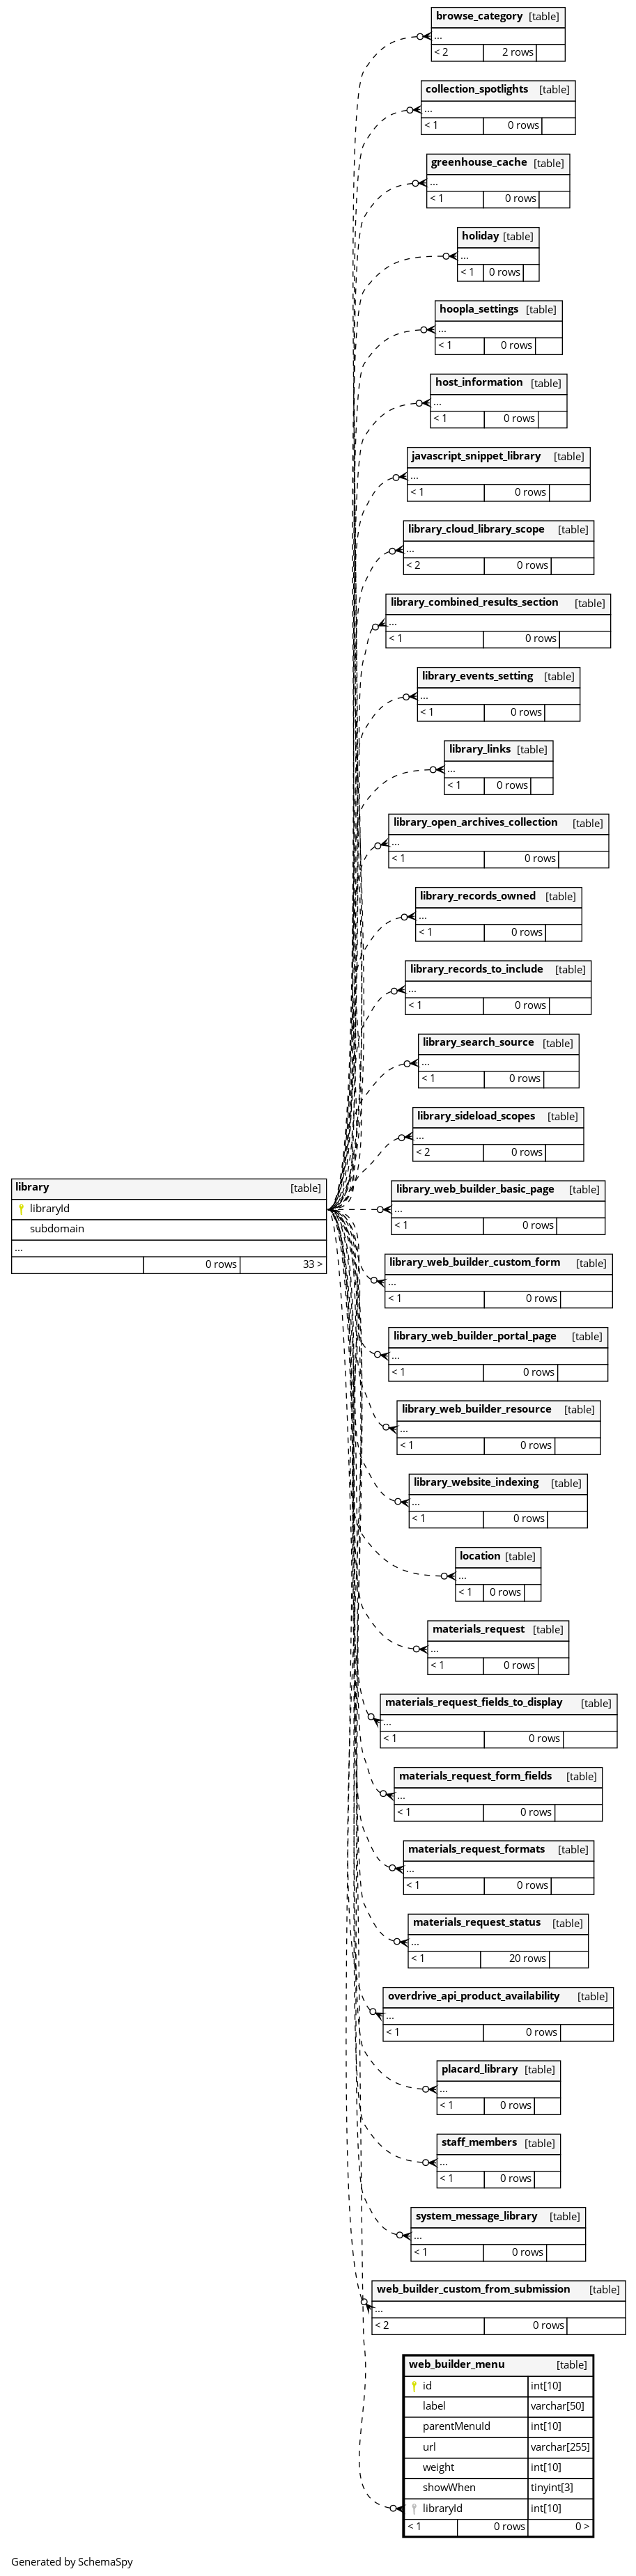 browse_category [table]
...
< 2 2 rows
collection_spotlights [table]
...
< 1 0 rows
greenhouse_cache [table]
...
< 1 0 rows
holiday [table]
...
< 1 0 rows
hoopla_settings [table]
...
< 1 0 rows
host_information [table]
...
< 1 0 rows
javascript_snippet_library [table]
...
< 1 0 rows
library_cloud_library_scope [table]
...
< 2 0 rows
library_combined_results_section [table]
...
< 1 0 rows
library_events_setting [table]
...
< 1 0 rows
library_links [table]
...
< 1 0 rows
library_open_archives_collection [table]
...
< 1 0 rows
library_records_owned [table]
...
< 1 0 rows
library_records_to_include [table]
...
< 1 0 rows
library_search_source [table]
...
< 1 0 rows
library_sideload_scopes [table]
...
< 2 0 rows
library [table]
libraryId
subdomain
...
0 rows 33 >
library_web_builder_basic_page [table]
...
< 1 0 rows
library_web_builder_custom_form [table]
...
< 1 0 rows
library_web_builder_portal_page [table]
...
< 1 0 rows
library_web_builder_resource [table]
...
< 1 0 rows
library_website_indexing [table]
...
< 1 0 rows
location [table]
...
< 1 0 rows
materials_request [table]
...
< 1 0 rows
materials_request_fields_to_display [table]
...
< 1 0 rows
materials_request_form_fields [table]
...
< 1 0 rows
materials_request_formats [table]
...
< 1 0 rows
materials_request_status [table]
...
< 1 20 rows
overdrive_api_product_availability [table]
...
< 1 0 rows
placard_library [table]
...
< 1 0 rows
staff_members [table]
...
< 1 0 rows
system_message_library [table]
...
< 1 0 rows
web_builder_custom_from_submission [table]
...
< 2 0 rows
web_builder_menu [table]
id int[10]
label varchar[50]
parentMenuId int[10]
url varchar[255]
weight int[10]
showWhen tinyint[3]
libraryId int[10]
< 1 0 rows 0 >
Generated by SchemaSpy